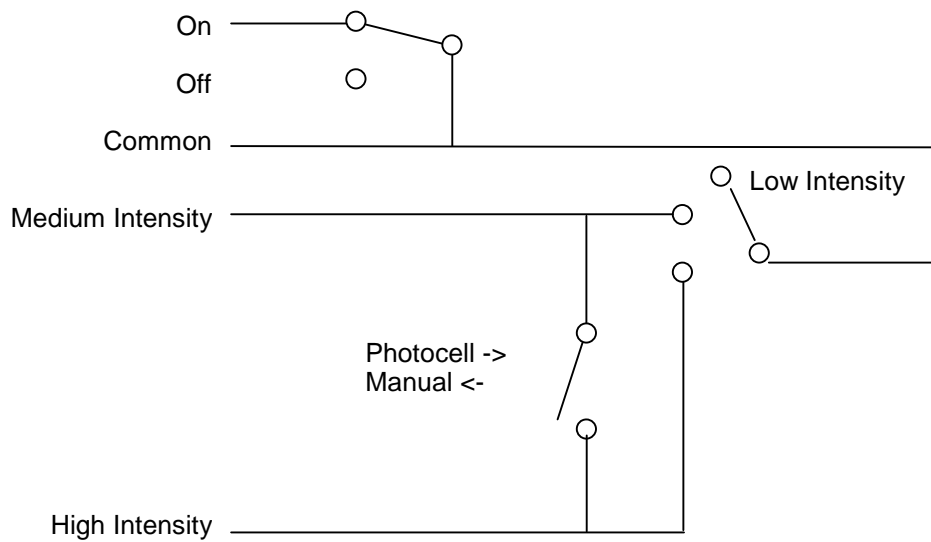 On
Off
Common
Low Intensity
Medium Intensity
Photocell ->
Manual <-
High Intensity